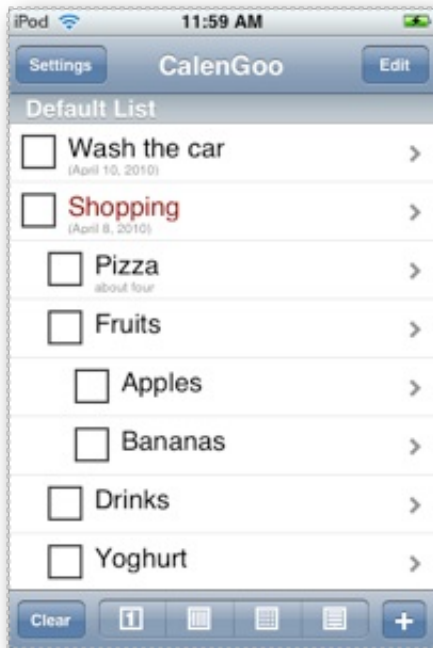 iPod 11:59 AM
Settings CalenGoo Edit
Default List
Wash the car
(April 10, 2010)
Shopping
(April 8, 2010)
Pizza
about four
Fruits
Apples
Bananas
Drinks
Yoghurt
Clear 1 +